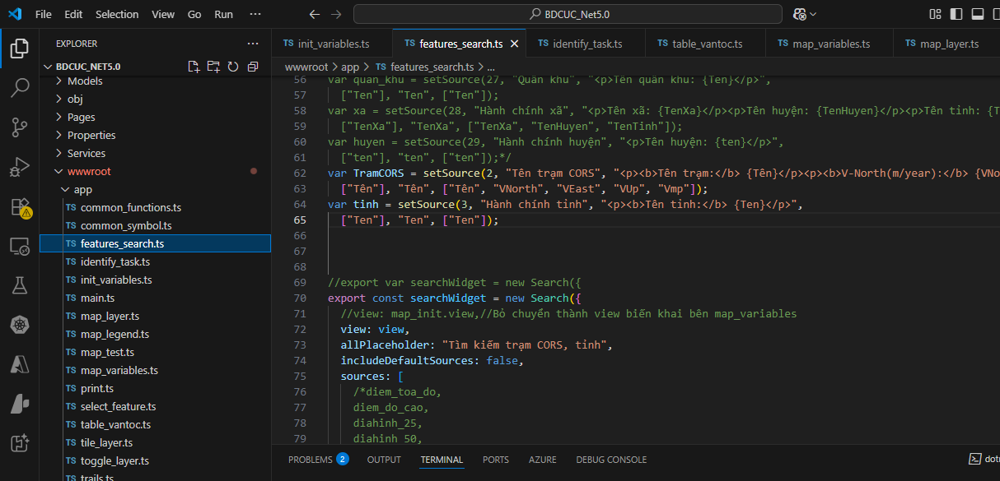 File Edit Selection View Go Run ··· BDCUC_Net5.0
EXPLORER ···
BDCUC_NET5.0
Models
obj
Pages
Properties
Services
wwwroot
app
TS common_functions.ts
TS common_symbol.ts
TS features_search.ts
TS identify_task.ts
TS init_variables.ts
TS main.ts
TS map_layer.ts
TS map_legend.ts
TS map_test.ts
TS map_variables.ts
TS print.ts
TS select_feature.ts
TS table_vantoc.ts
TS tile_layer.ts
TS toggle_layer.ts
TS trails.ts
TS init_variables.ts TS features_search.ts TS identify_task.ts TS table_vantoc.ts TS map_variables.ts TS map_layer.ts
wwwroot > app > TS features_search.ts > ...
56 var quan_khu = setSource(27, "Quân khu", "<p>Tên quân khu: {Ten}</p>",
57 ["Ten"], "Ten", ["Ten"]);
58 var xa = setSource(28, "Hành chính xã", "<p>Tên xã: {TenXa}</p><p>Tên huyện: {TenHuyen}</p><p>Tên tỉnh: {T
59 ["TenXa"], "TenXa", ["TenXa", "TenHuyen", "TenTinh"]);
60 var huyen = setSource(29, "Hành chính huyện", "<p>Tên huyện: {ten}</p>",
61 ["ten"], "ten", ["ten"]);*/
62 var TramCORS = setSource(2, "Tên trạm CORS", "<p><b>Tên trạm:</b> {Tên}</p><p><b>V-North(m/year):</b> {VNo
63 ["Tên"], "Tên", ["Tên", "VNorth", "VEast", "VUp", "Vmp"]);
64 var tinh = setSource(3, "Hành chính tỉnh", "<p><b>Tên tỉnh:</b> {Ten}</p>",
65 ["Ten"], "Ten", ["Ten"]);
66
67
68
69 //export var searchWidget = new Search({
70 export const searchWidget = new Search({
71 //view: map_init.view,//Bỏ chuyển thành view biến khai bên map_variables
72 view: view,
73 allPlaceholder: "Tìm kiếm trạm CORS, tỉnh",
74 includeDefaultSources: false,
75 sources: [
76 /*diem_toa_do,
77 diem_do_cao,
78 diahinh_25,
79 diahinh_50,
PROBLEMS 2 OUTPUT TERMINAL PORTS AZURE DEBUG CONSOLE dotn